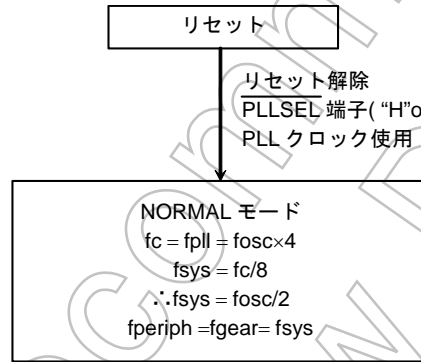 リセット
リセット解除
PLLSEL 端子( “H”o
PLL クロック使用
NORMAL モード
fc = fpll = fosc×4
fsys = fc/8
∴fsys = fosc/2
fperiph =fgear= fsys